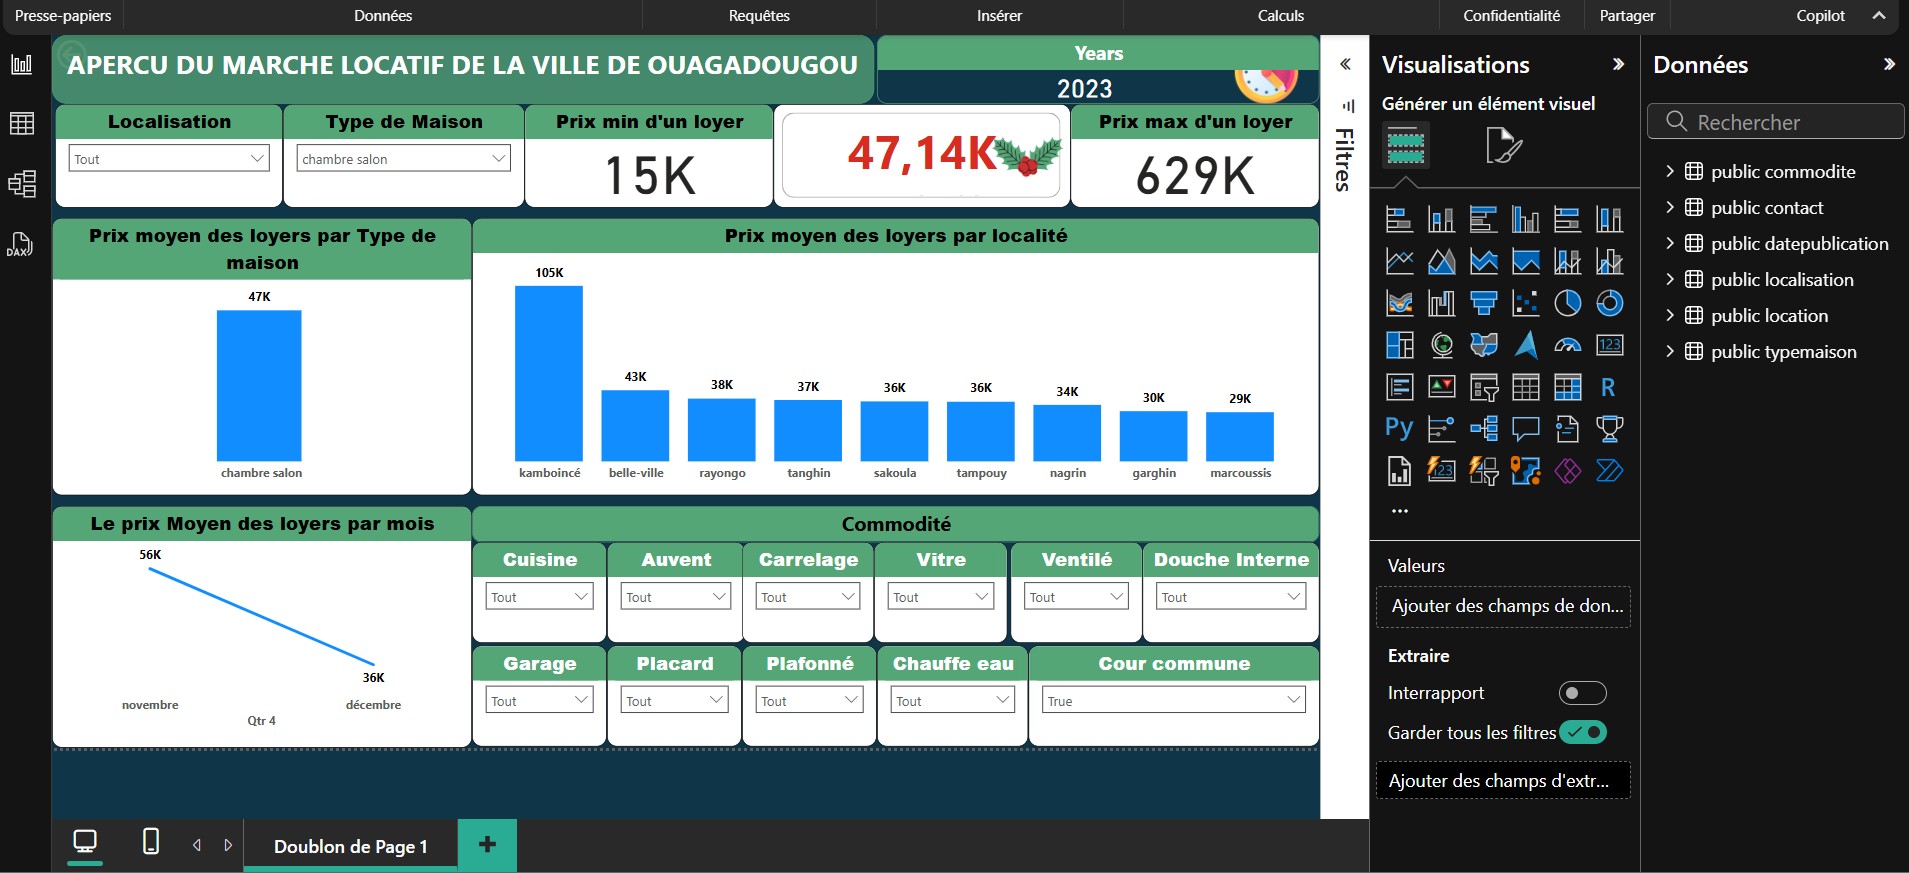 Presse-papiers
Données
Requêtes
Insérer
Calculs
Confidentialité
Partager
Copilot
APERCU DU MARCHE LOCATIF DE LA VILLE DE OUAGADOUGOU
Years
2023
Localisation
Tout
Type de Maison
chambre salon
Prix min d'un loyer
15K
47,14K
Prix max d'un loyer
629K
Prix moyen des loyers par Type de
maison
47K
chambre salon
Prix moyen des loyers par localité
105K
43K
38K
37K
36K
36K
34K
30K
29K
kamboincé
belle-ville
rayongo
tanghin
sakoula
tampouy
nagrin
garghin
marcoussis
Le prix Moyen des loyers par mois
56K
36K
novembre
décembre
Qtr 4
Commodité
Cuisine
Auvent
Carrelage
Vitre
Ventilé
Douche Interne
Tout
Tout
Tout
Tout
Tout
Tout
Garage
Placard
Plafonné
Chauffe eau
Cour commune
Tout
Tout
Tout
Tout
True
Doublon de Page 1
Filtres
Visualisations
Générer un élément visuel
123
R
Py
123
...
Valeurs
Ajouter des champs de don...
Extraire
Interrapport
Garder tous les filtres
Ajouter des champs d'extr...
Données
Rechercher
public commodite
public contact
public datepublication
public localisation
public location
public typemaison
DAX